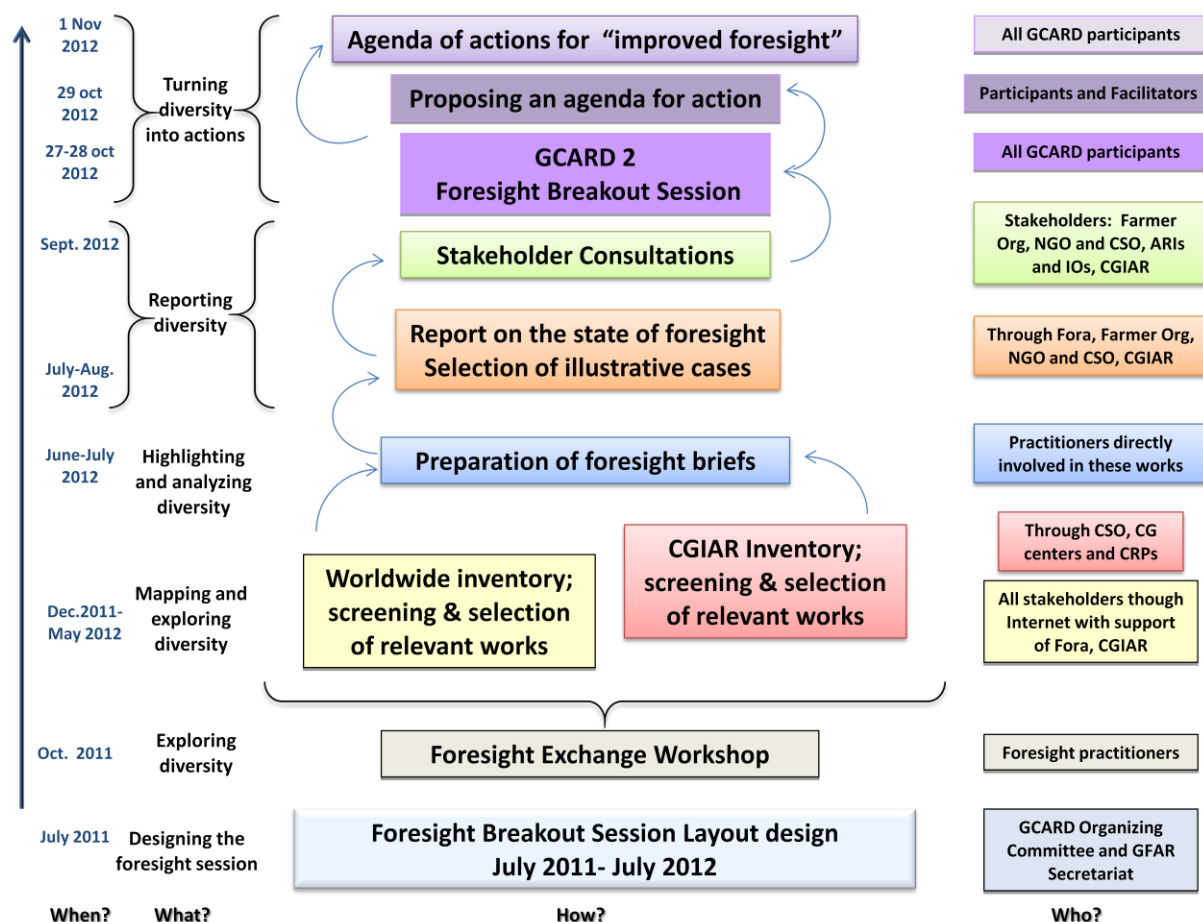 1 Nov
2012
Agenda of actions for “improved foresight”
All GCARD participants
29 oct
2012
Turning
diversity
into actions
Proposing an agenda for action
Participants and Facilitators
27-28 oct
2012
GCARD 2
Foresight Breakout Session
All GCARD participants
Sept. 2012
Stakeholder Consultations
Stakeholders: Farmer
Org, NGO and CSO, ARIs
and IOs, CGIAR
Reporting
diversity
July-Aug.
2012
Report on the state of foresight
Selection of illustrative cases
Through Fora, Farmer Org,
NGO and CSO, CGIAR
June-July
2012
Highlighting
and analyzing
diversity
Preparation of foresight briefs
Practitioners directly
involved in these works
Dec.2011-
May 2012
Mapping and
exploring
diversity
Worldwide inventory;
screening & selection
of relevant works
CGIAR Inventory;
screening & selection
of relevant works
Through CSO, CG
centers and CRPs
All stakeholders though
Internet with support
of Fora, CGIAR
Oct. 2011
Exploring
diversity
Foresight Exchange Workshop
Foresight practitioners
July 2011
Designing the
foresight session
Foresight Breakout Session Layout design
July 2011- July 2012
GCARD Organizing
Committee and GFAR
Secretariat
When?
What?
How?
Who?